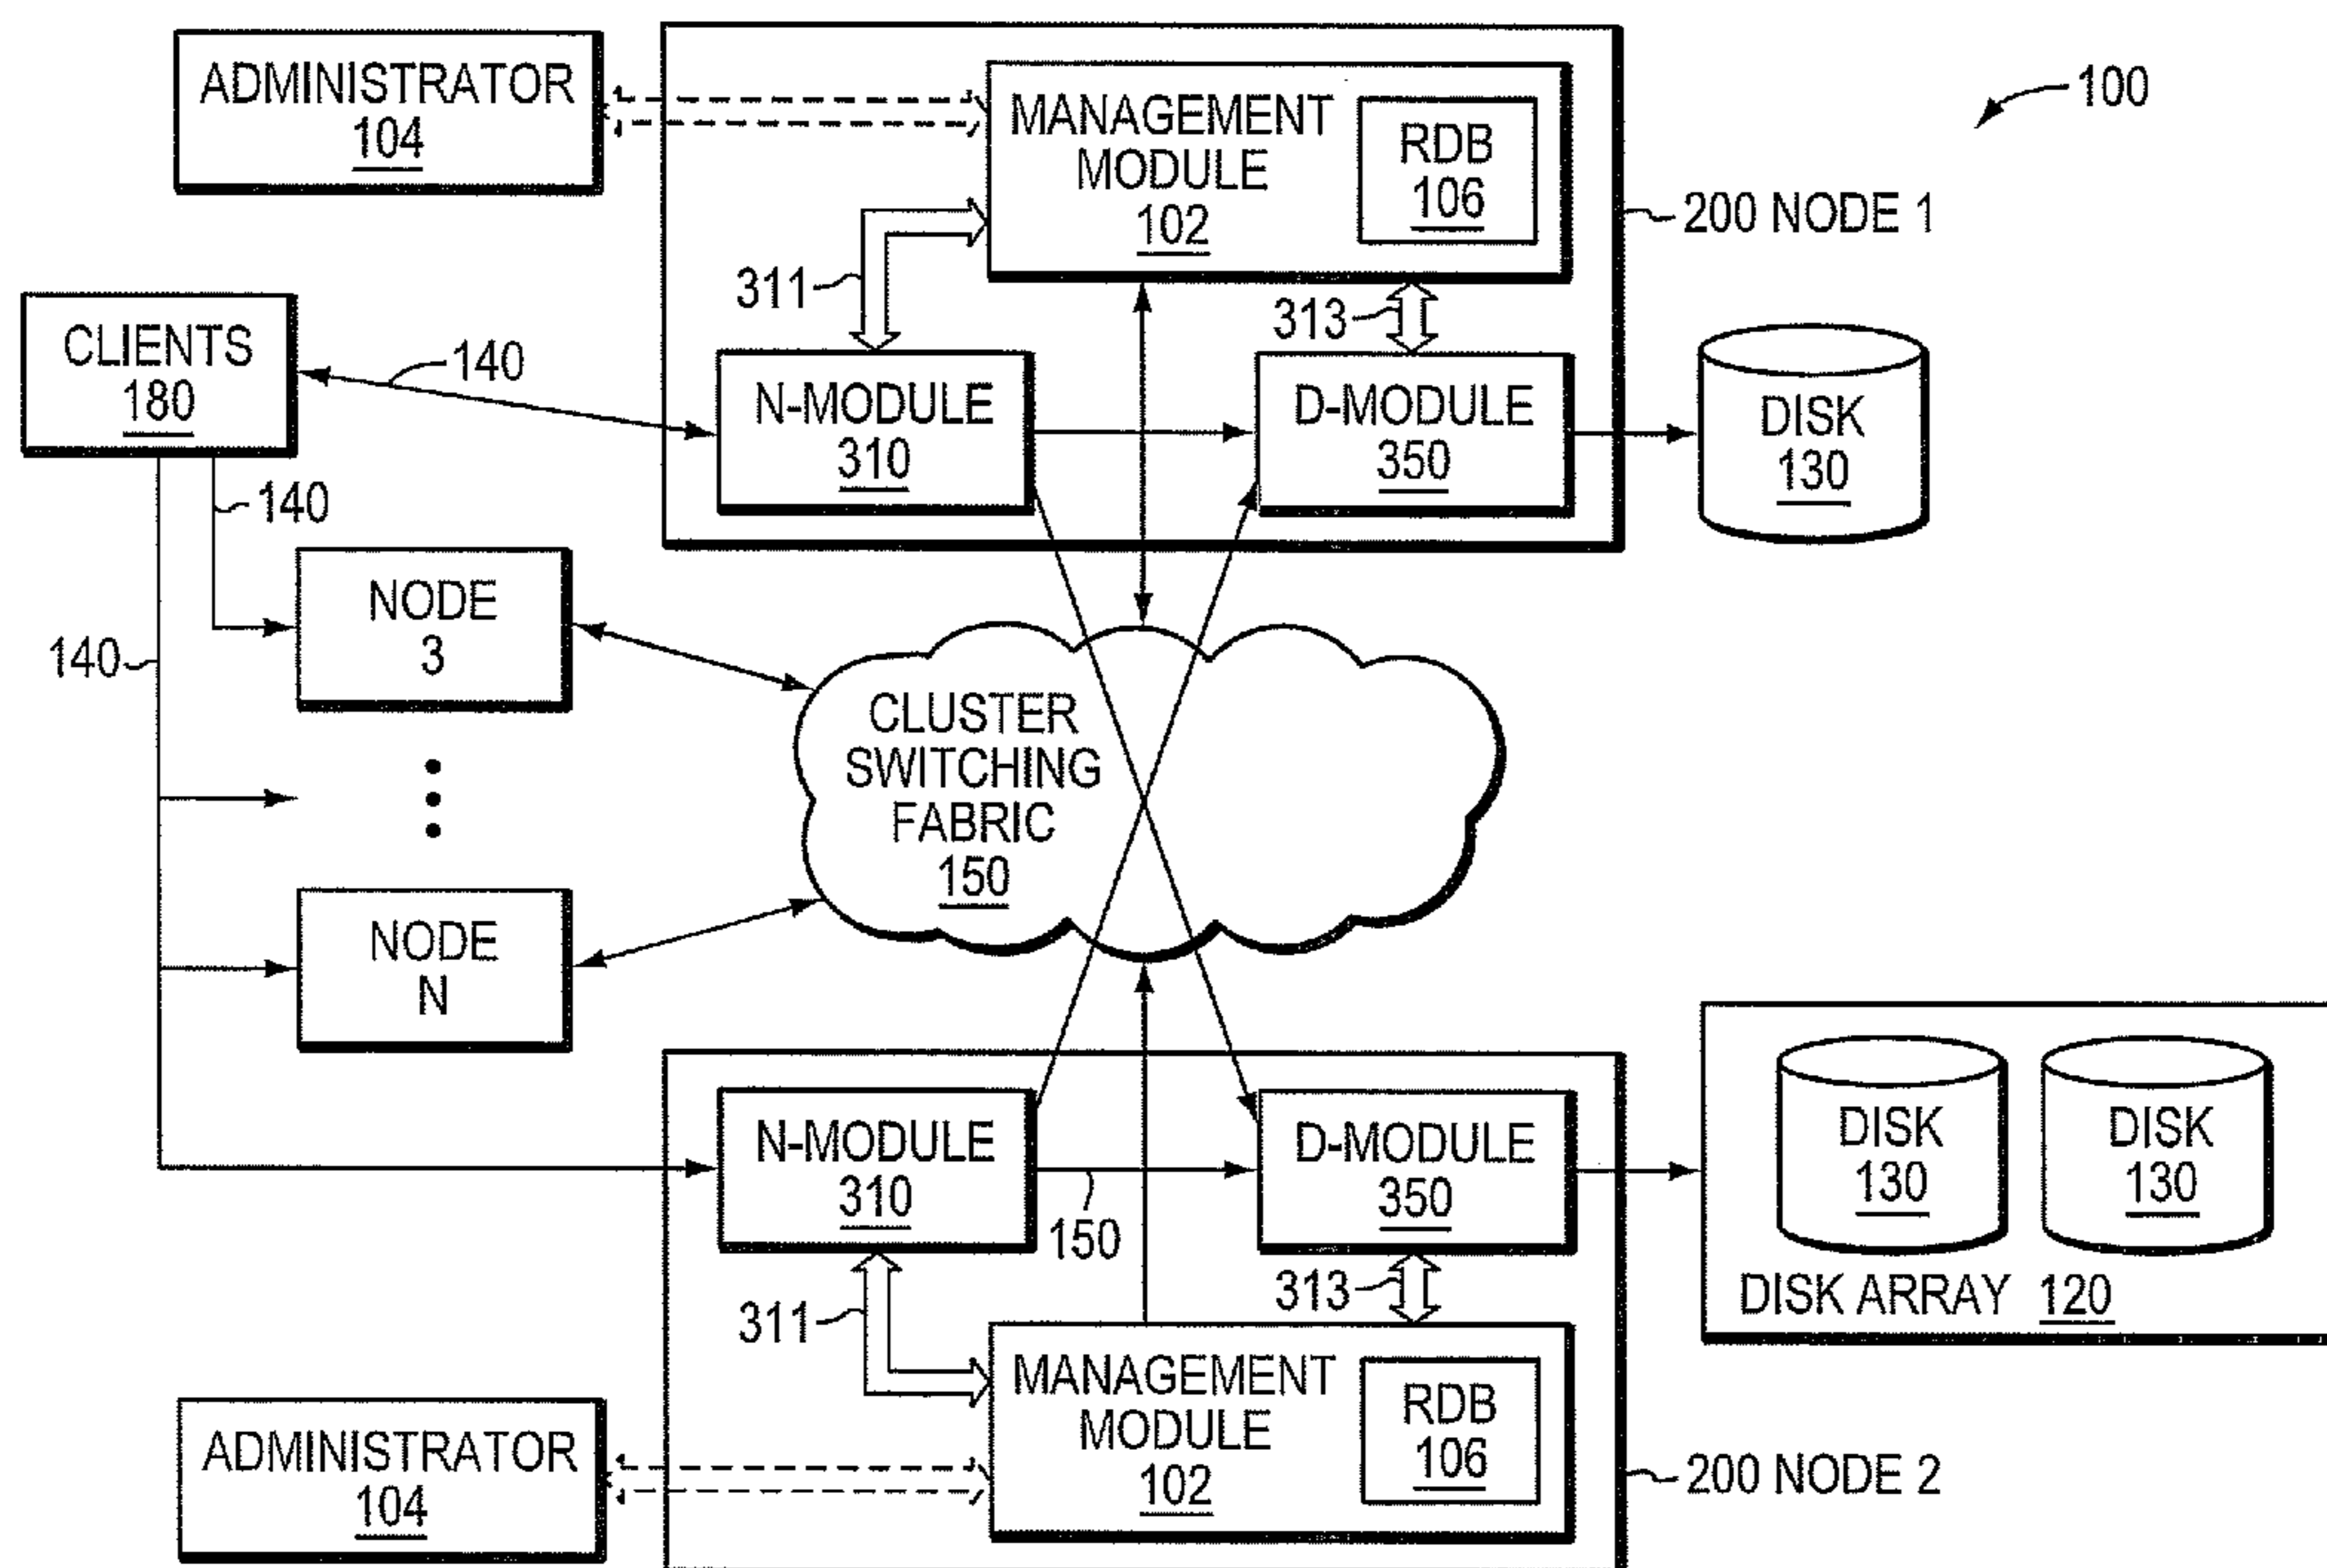 ADMINISTRATOR
104
MANAGEMENT
MODULE
102
RDB
106
100
200 NODE 1
311
313
CLIENTS
180
140
N-MODULE
310
D-MODULE
350
DISK
130
140
NODE
3
140
CLUSTER
SWITCHING
FABRIC
150
NODE
N
N-MODULE
310
150
D-MODULE
350
DISK
130
DISK
130
DISK ARRAY 120
311
313
MANAGEMENT
MODULE
102
RDB
106
ADMINISTRATOR
104
200 NODE 2